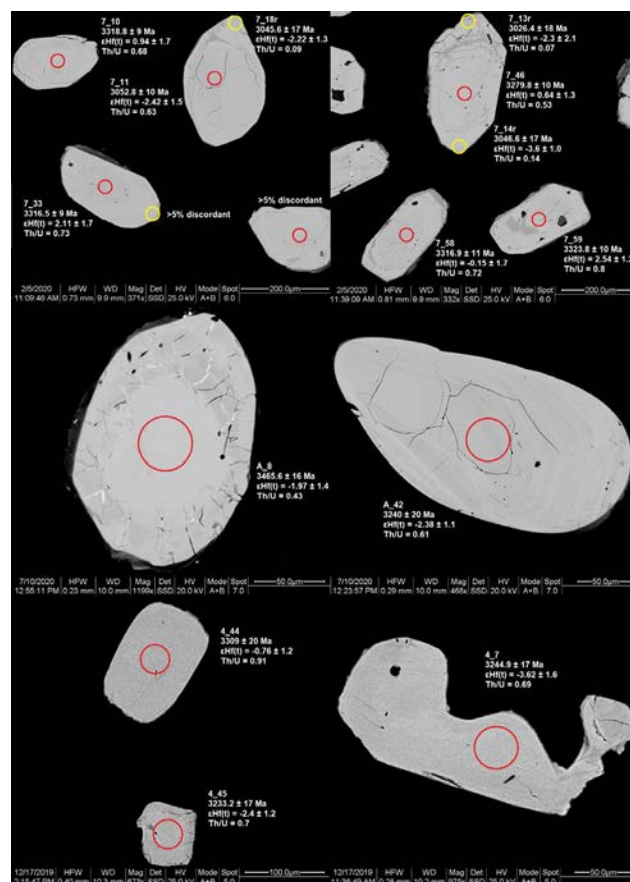 7_10
3318.8 ± 9 Ma
εHf(t) = 0.94 ± 1.7
Th/U = 0.68
7_18r
3045.6 ± 17 Ma
εHf(t) = -2.22 ± 1.3
Th/U = 0.09
7_11
3052.8 ± 10 Ma
εHf(t) = -2.42 ± 1.5
Th/U = 0.63
7_33
3316.5 ± 9 Ma
εHf(t) = 2.11 ± 1.7
Th/U = 0.73
>5% discordant
>5% discordant
2/5/2020 HFW WD Mag Det HV Mode Spot
11:09:46 AM 0.73 mm 9.9 mm 371x SSD 25.0 kV A+B 6.0
200.0µm
7_13r
3026.4 ± 18 Ma
εHf(t) = -2.3 ± 2.1
Th/U = 0.07
7_46
3279.8 ± 10 Ma
εHf(t) = 0.64 ± 1.3
Th/U = 0.53
7_14r
3046.6 ± 17 Ma
εHf(t) = -3.6 ± 1.0
Th/U = 0.14
7_58
3316.9 ± 11 Ma
εHf(t) = -0.15 ± 1.7
Th/U = 0.72
7_59
3323.8 ± 10 Ma
εHf(t) = 2.54 ± 1.2
Th/U = 0.8
2/5/2020 HFW WD Mag Det HV Mode Spot
11:39:09 AM 0.81 mm 9.9 mm 332x SSD 25.0 kV A+B 6.0
200.0µm
A_8
3465.6 ± 16 Ma
εHf(t) = -1.97 ± 1.4
Th/U = 0.43
7/10/2020 HFW WD Mag Det HV Mode Spot
12:55:11 PM 0.23 mm 10.0 mm 1199x SSD 20.0 kV A+B 7.0
50.0µm
A_42
3240 ± 20 Ma
εHf(t) = -2.38 ± 1.1
Th/U = 0.61
7/10/2020 HFW WD Mag Det HV Mode Spot
12:23:57 PM 0.29 mm 10.0 mm 468x SSD 20.0 kV A+B 7.0
50.0µm
4_44
3309 ± 20 Ma
εHf(t) = -0.76 ± 1.2
Th/U = 0.91
4_45
3233.2 ± 17 Ma
εHf(t) = -2.4 ± 1.2
Th/U = 0.7
12/17/2019 HFW WD Mag Det HV Mode Spot
100.0µm
4_7
3244.9 ± 17 Ma
εHf(t) = -3.62 ± 1.6
Th/U = 0.69
12/17/2019 HFW WD Mag Det HV Mode Spot
50.0µm